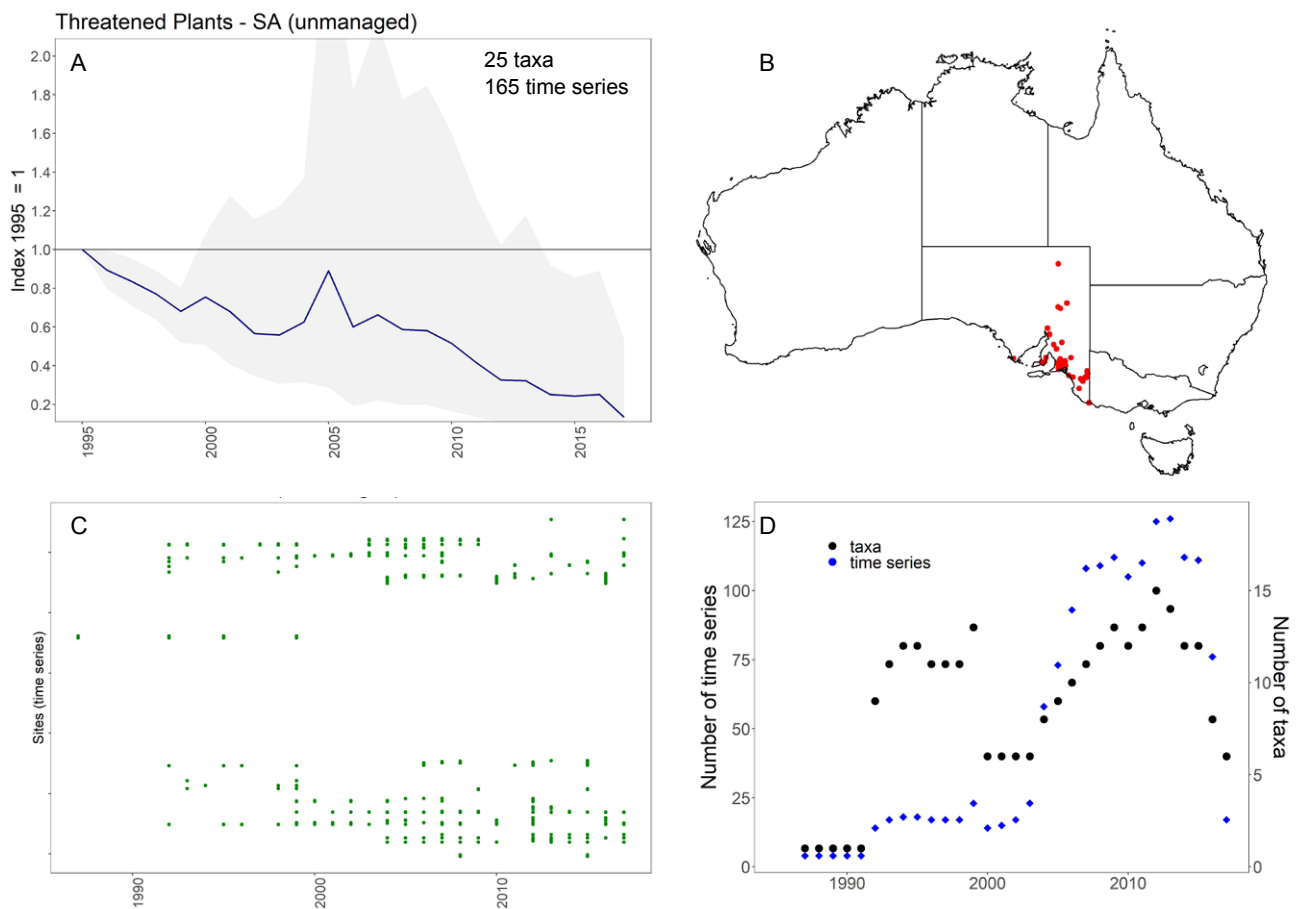 Threatened Plants - SA (unmanaged)
A
25 taxa
165 time series
2.0
1.8
1.6
1.4
1.2
1.0
0.8
0.6
0.4
0.2
Index 1995 = 1
1995
2000
2005
2010
2015
B
C
Sites (time series)
1990
2000
2010
D
taxa
time series
125
100
75
50
25
0
Number of time series
15
10
5
0
Number of taxa
1990
2000
2010